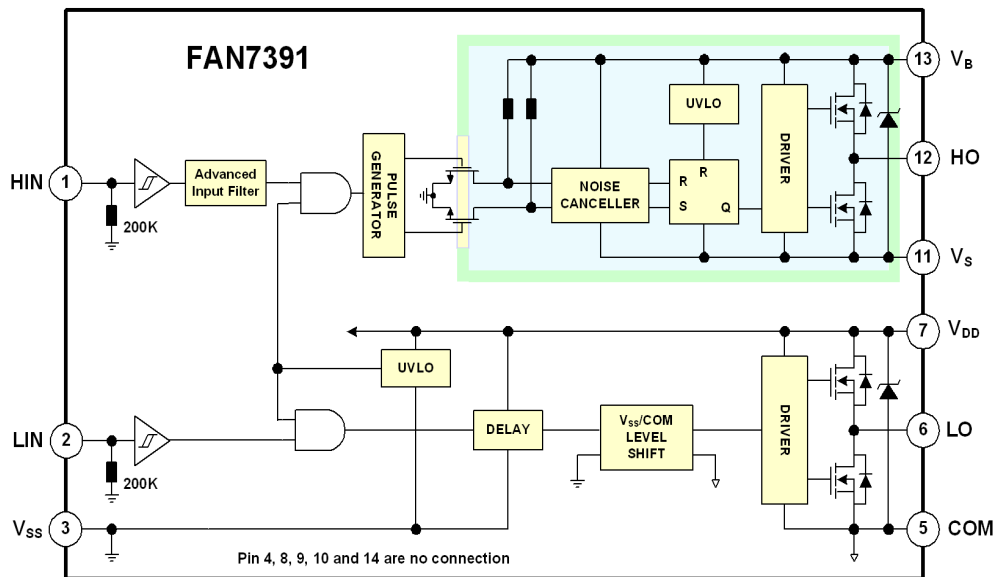 FAN7391
13 V_B
UVLO
HIN 1
Advanced
Input Filter
PULSE
GENERATOR
NOISE
CANCELLER
R
R
S
Q
DRIVER
12 HO
200K
11 V_S
7 V_DD
UVLO
LIN 2
DELAY
V_SS/COM
LEVEL
SHIFT
DRIVER
6 LO
200K
V_SS 3
5 COM
Pin 4, 8, 9, 10 and 14 are no connection